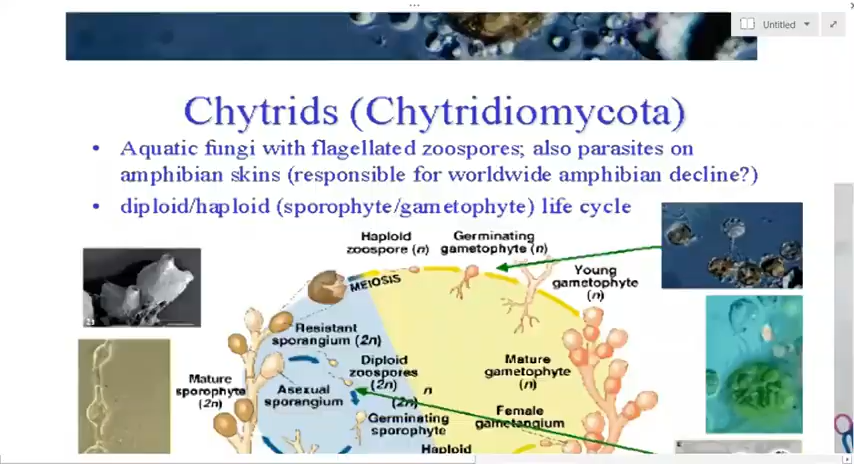 Untitled
Chytrids (Chytridiomycota)
• Aquatic fungi with flagellated zoospores; also parasites on
amphibian skins (responsible for worldwide amphibian decline?)
• diploid/haploid (sporophyte/gametophyte) life cycle
Haploid
zoospore (n)
Germinating
gametophyte (n)
MEIOSIS
Young
gametophyte
(n)
Resistant
sporangium (2n)
Diploid
zoospores
(2n)
n
(2n)
Mature
gametophyte
(n)
Mature
sporophyte
(2n)
Asexual
sporangium
Germinating
sporophyte
Female
gametangium
Haploid